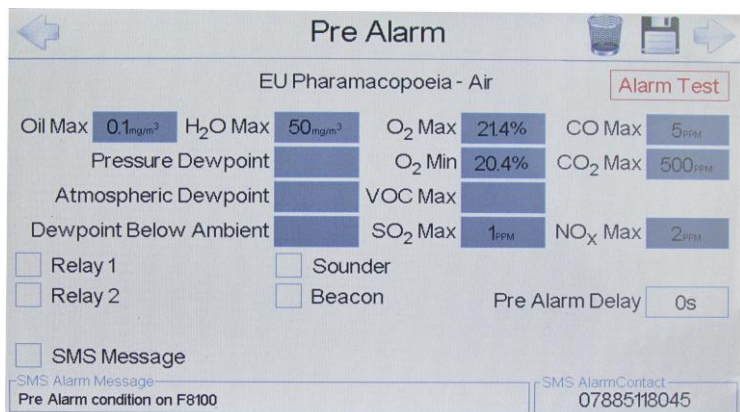 Pre Alarm
EU Pharamacopoeia - Air
Alarm Test
Oil Max 0.1mg/m³ H₂O Max 50mg/m³ O₂ Max 21.4% CO Max 5PPM
Pressure Dewpoint O₂ Min 20.4% CO₂ Max 500PPM
Atmospheric Dewpoint VOC Max
Dewpoint Below Ambient SO₂ Max 1PPM NOX Max 2PPM
Relay 1 Sounder
Relay 2 Beacon Pre Alarm Delay 0s
SMS Message
SMS Alarm Message SMS AlarmContact
Pre Alarm condition on F8100 07885118045